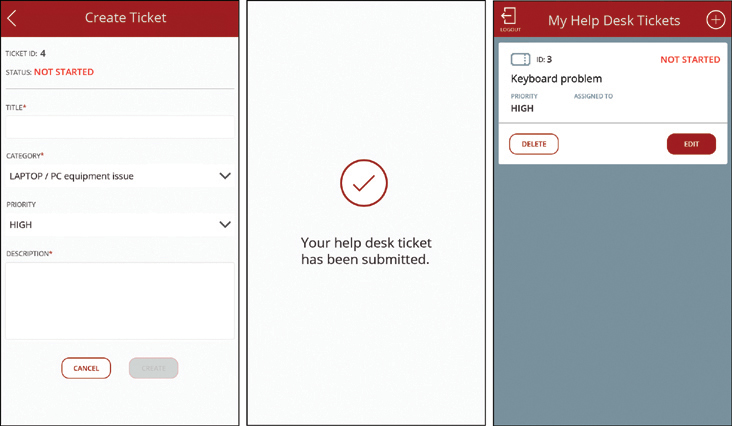 Create Ticket
TICKET ID: 4
STATUS: NOT STARTED
TITLE*
CATEGORY*
LAPTOP / PC equipment issue
PRIORITY
HIGH
DESCRIPTION*
CANCEL
CREATE
Your help desk ticket
has been submitted.
LOGOUT
My Help Desk Tickets
ID: 3
NOT STARTED
Keyboard problem
PRIORITY
ASSIGNED TO
HIGH
DELETE
EDIT